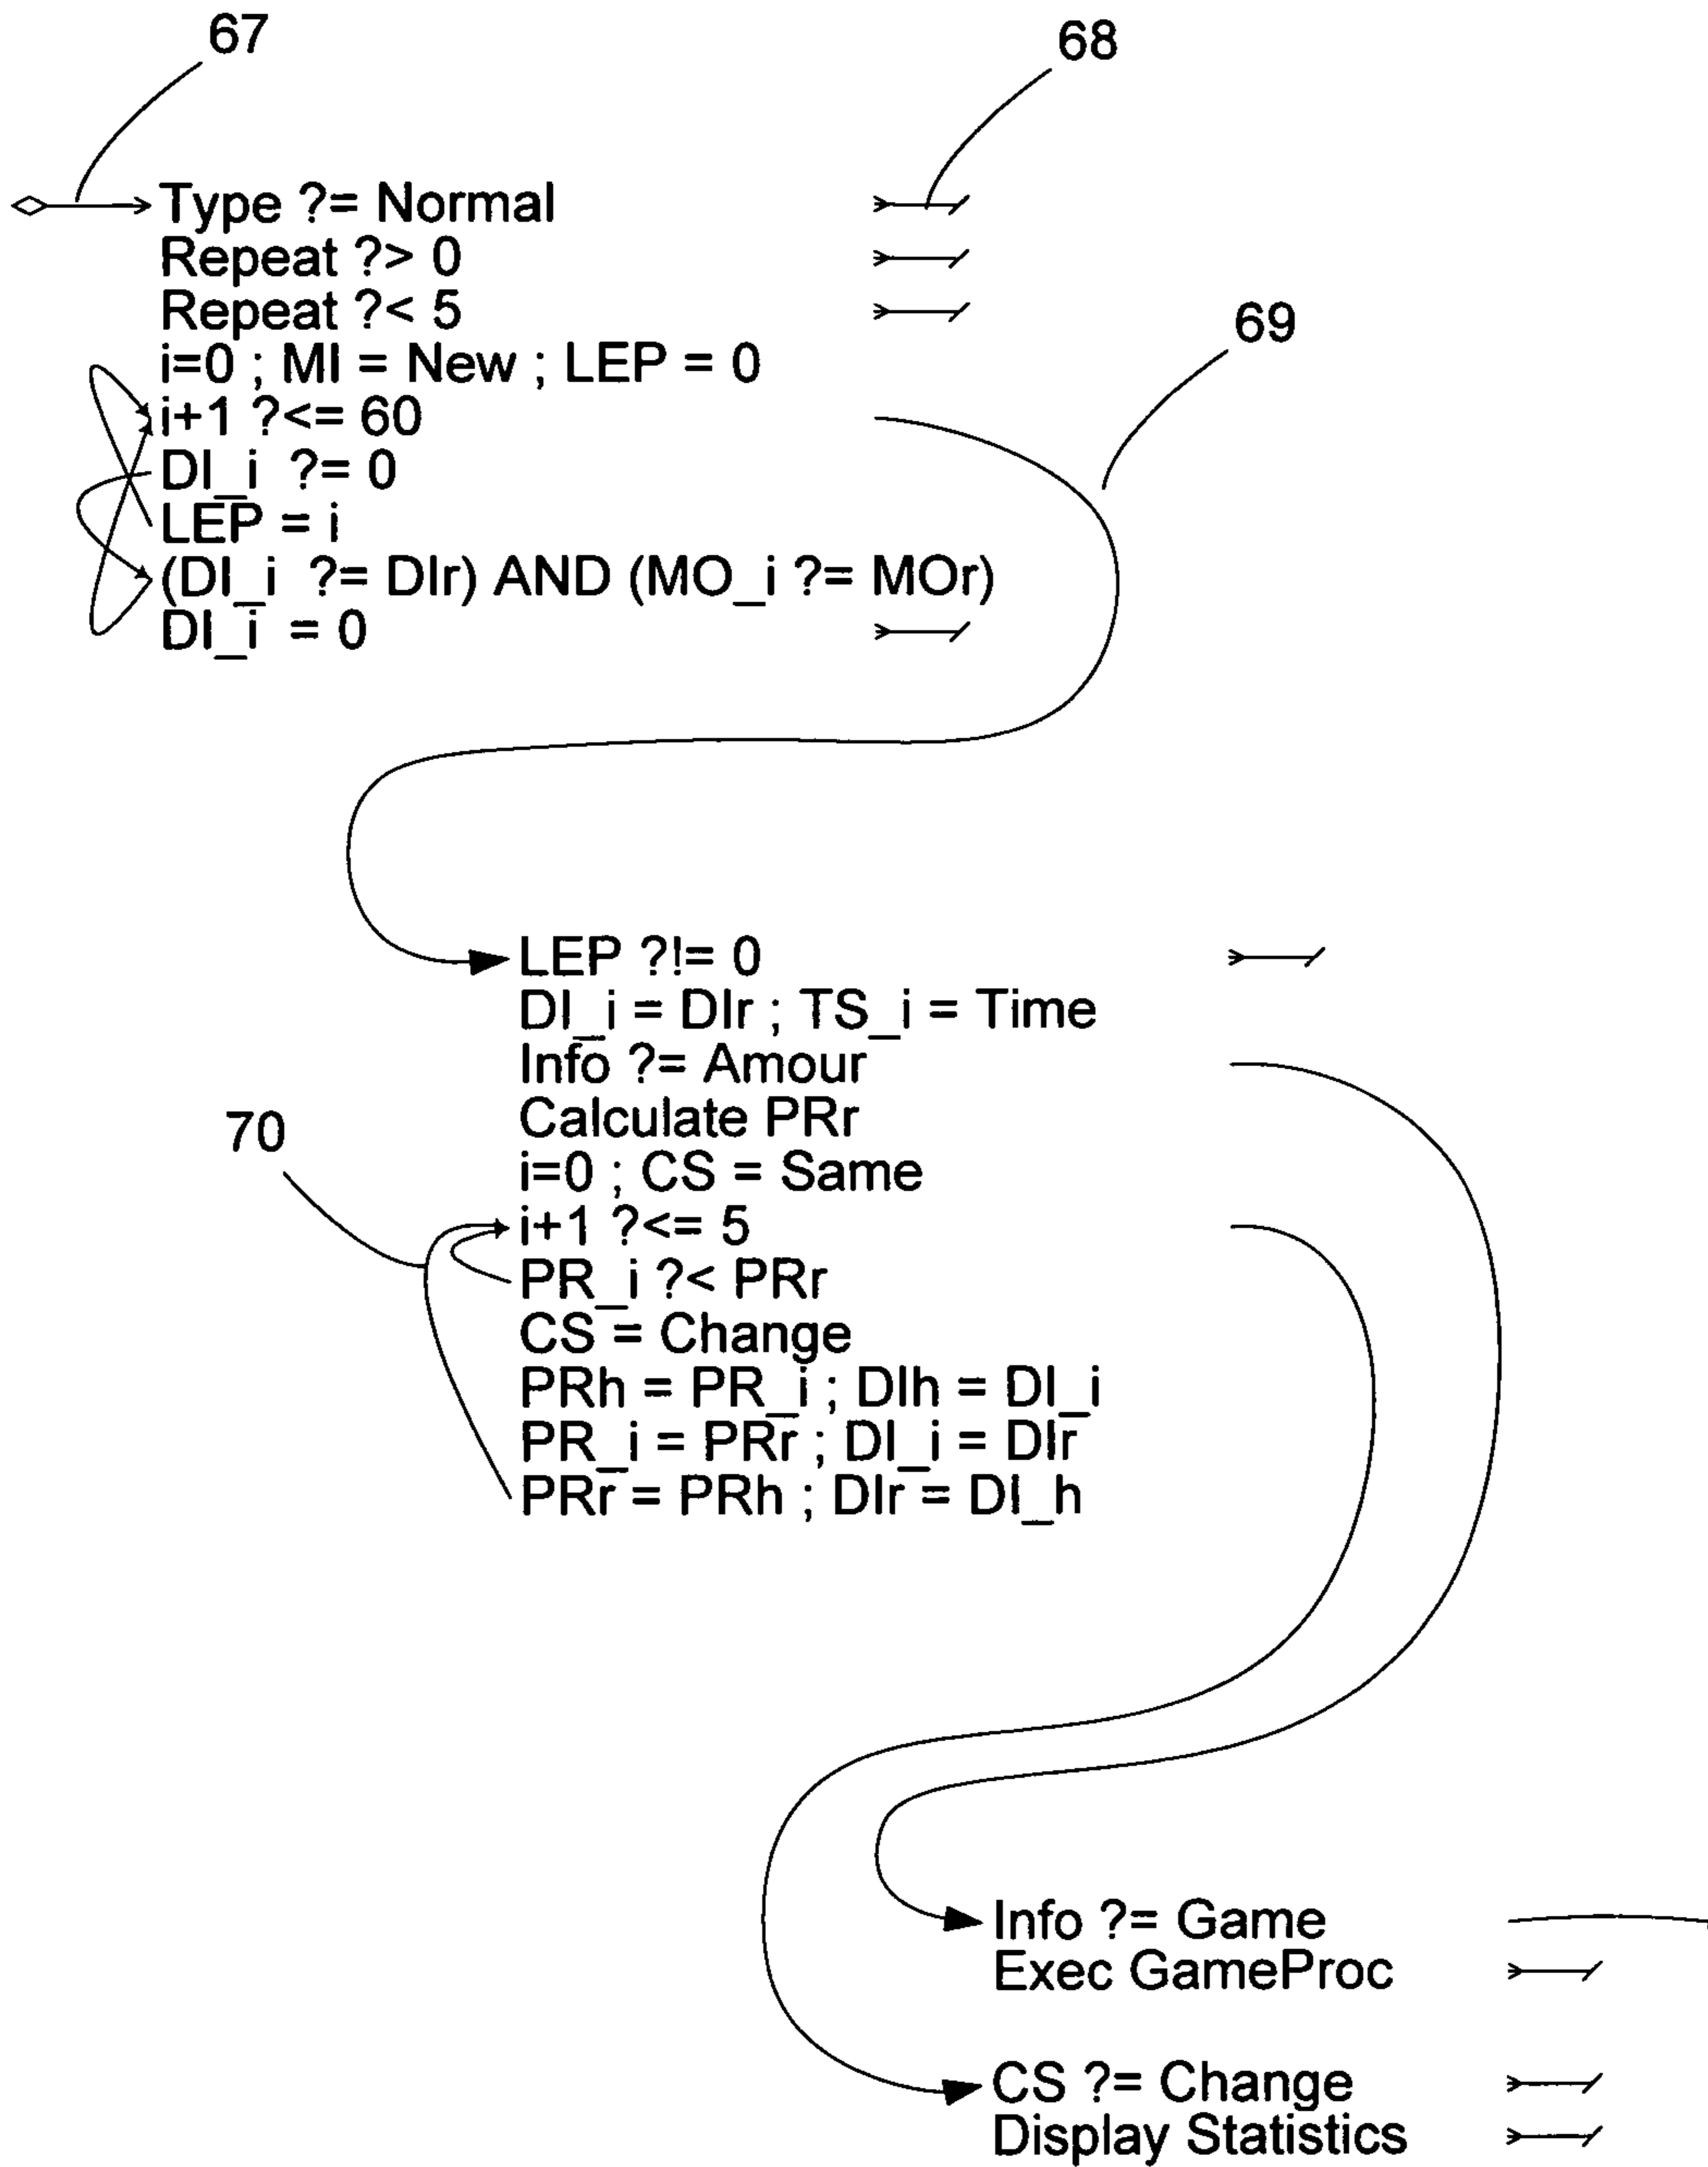 67
68
Type ?= Normal
Repeat ?> 0
Repeat ?< 5
69
i=0 ; MI = New ; LEP = 0
i+1 ?<= 60
DI_i ?= 0
LEP = i
(DI_i ?= DIr) AND (MO_i ?= MOr)
DI_i = 0
LEP ?!= 0
DI_i = DIr ; TS_i = Time
Info ?= Amour
70
Calculate PRr
i=0 ; CS = Same
i+1 ?<= 5
PR_i ?< PRr
CS = Change
PRh = PR_i ; DIh = DI_i
PR_i = PRr ; DI_i = DIr
PRr = PRh ; DIr = DI_h
Info ?= Game
Exec GameProc
CS ?= Change
Display Statistics